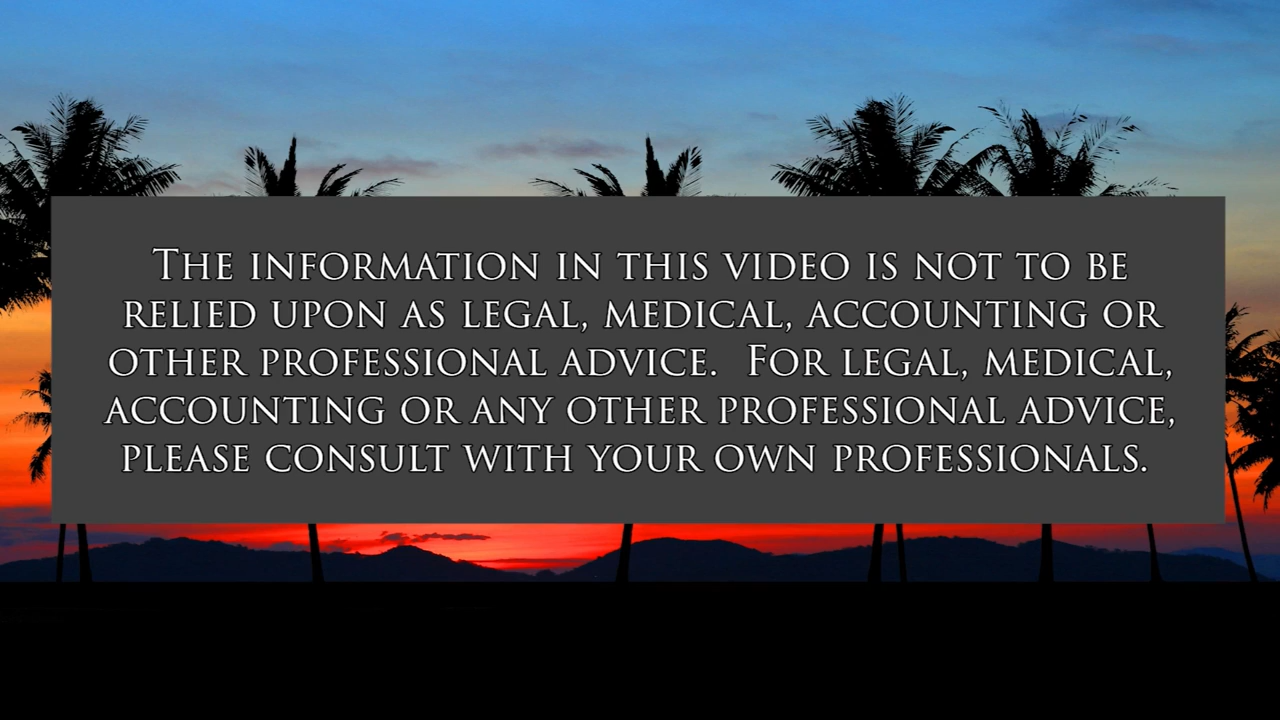 The information in this video is not to be
relied upon as legal, medical, accounting or
other professional advice.  For legal, medical,
accounting or any other professional advice,
please consult with your own professionals.